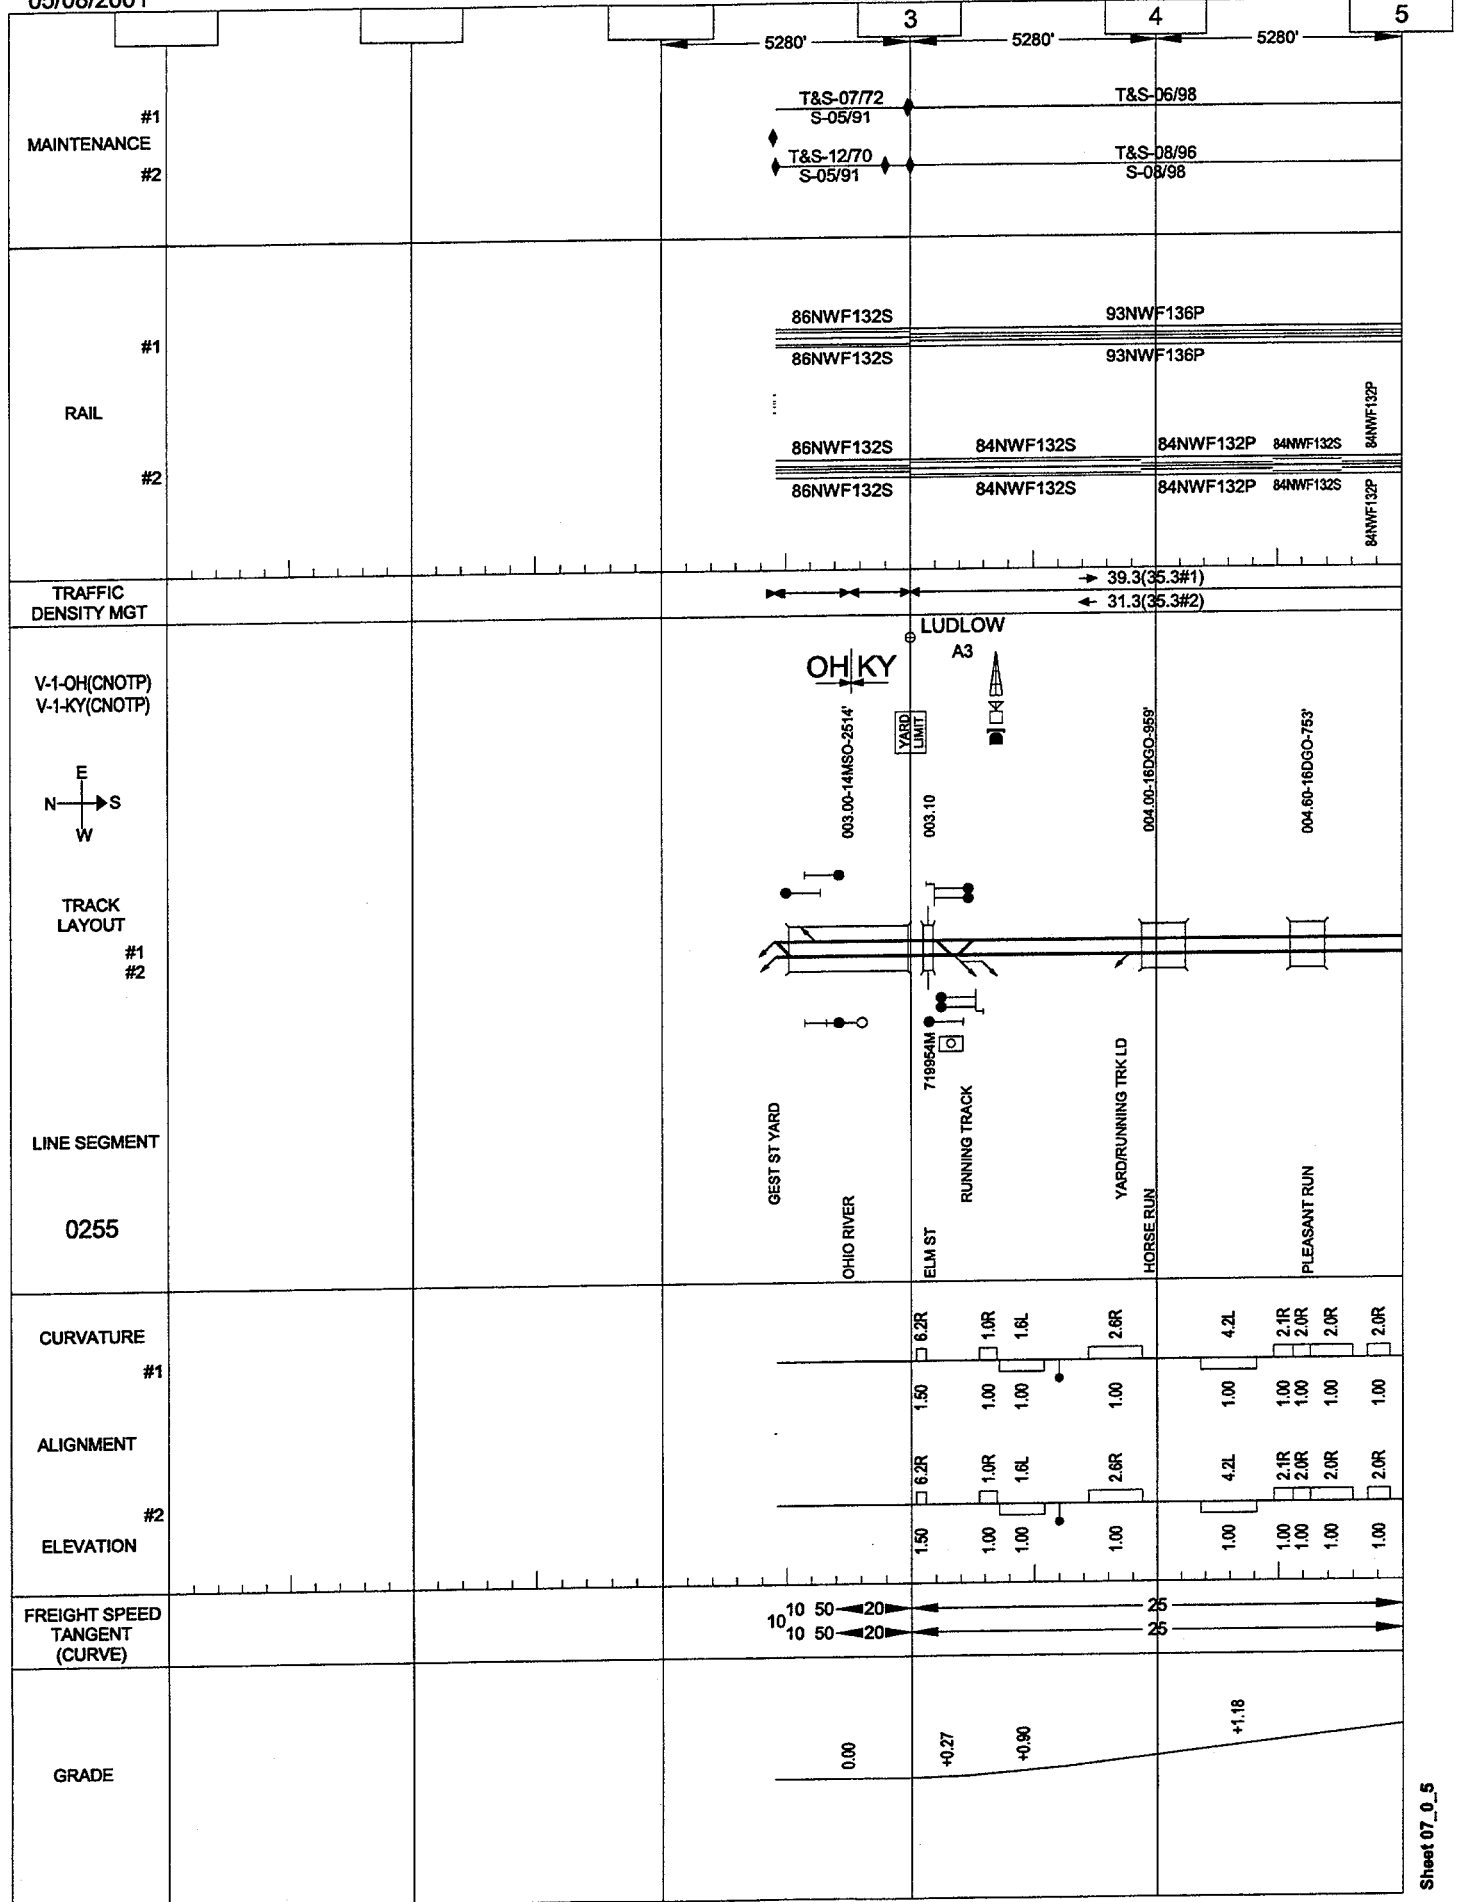 05/08/2001
3
4
5
5280'
5280'
5280'
MAINTENANCE
#1
#2
T&S-07/72
S-05/91
T&S-06/98
T&S-12/70
S-05/91
T&S-08/96
S-08/98
RAIL
#1
#2
86NWF132S
93NWF136P
86NWF132S
93NWF136P
86NWF132S
84NWF132S
84NWF132P
84NWF132S
84NWF132P
86NWF132S
84NWF132S
84NWF132P
84NWF132S
84NWF132P
TRAFFIC
DENSITY MGT
39.3(35.3#1)
31.3(35.3#2)
V-1-OH(CNOTP)
V-1-KY(CNOTP)
LUDLOW
A3
OH KY
YARD
LIMIT
003.00-14MSO-2514'
003.10
004.00-16DGO-959'
004.60-16DGO-753'
E
N S
W
TRACK
LAYOUT
#1
#2
719954M
LINE SEGMENT
0255
GEST ST YARD
OHIO RIVER
ELM ST
RUNNING TRACK
YARD/RUNNING TRK LD
HORSE RUN
PLEASANT RUN
CURVATURE
#1
6.2R 1.0R 1.6L 2.6R 4.2L 2.1R 2.0R 2.0R 2.0R
1.50 1.00 1.00 1.00 1.00 1.00 1.00 1.00 1.00
ALIGNMENT
#2
6.2R 1.0R 1.6L 2.6R 4.2L 2.1R 2.0R 2.0R 2.0R
ELEVATION
1.50 1.00 1.00 1.00 1.00 1.00 1.00 1.00 1.00
FREIGHT SPEED
TANGENT
(CURVE)
10 10 50 20 25
10 50 20 25
GRADE
0.00
+0.27
+0.90
+1.18
Sheet 07_0_5